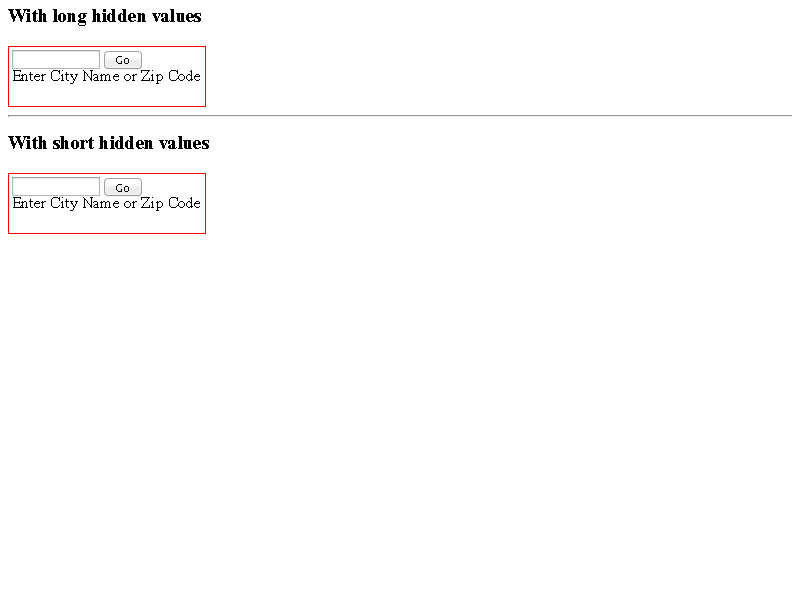 With long hidden values
Go
Enter City Name or Zip Code
With short hidden values
Go
Enter City Name or Zip Code